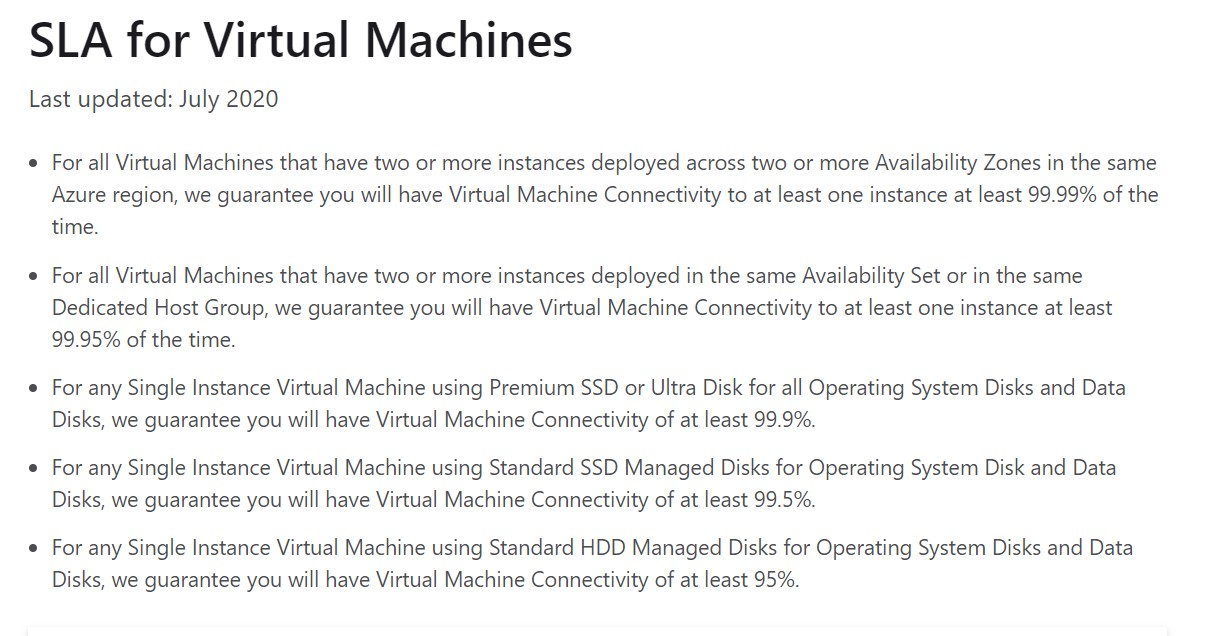 SLA for Virtual Machines
Last updated: July 2020
• For all Virtual Machines that have two or more instances deployed across two or more Availability Zones in the same
Azure region, we guarantee you will have Virtual Machine Connectivity to at least one instance at least 99.99% of the
time.
• For all Virtual Machines that have two or more instances deployed in the same Availability Set or in the same
Dedicated Host Group, we guarantee you will have Virtual Machine Connectivity to at least one instance at least
99.95% of the time.
• For any Single Instance Virtual Machine using Premium SSD or Ultra Disk for all Operating System Disks and Data
Disks, we guarantee you will have Virtual Machine Connectivity of at least 99.9%.
• For any Single Instance Virtual Machine using Standard SSD Managed Disks for Operating System Disk and Data
Disks, we guarantee you will have Virtual Machine Connectivity of at least 99.5%.
• For any Single Instance Virtual Machine using Standard HDD Managed Disks for Operating System Disks and Data
Disks, we guarantee you will have Virtual Machine Connectivity of at least 95%.